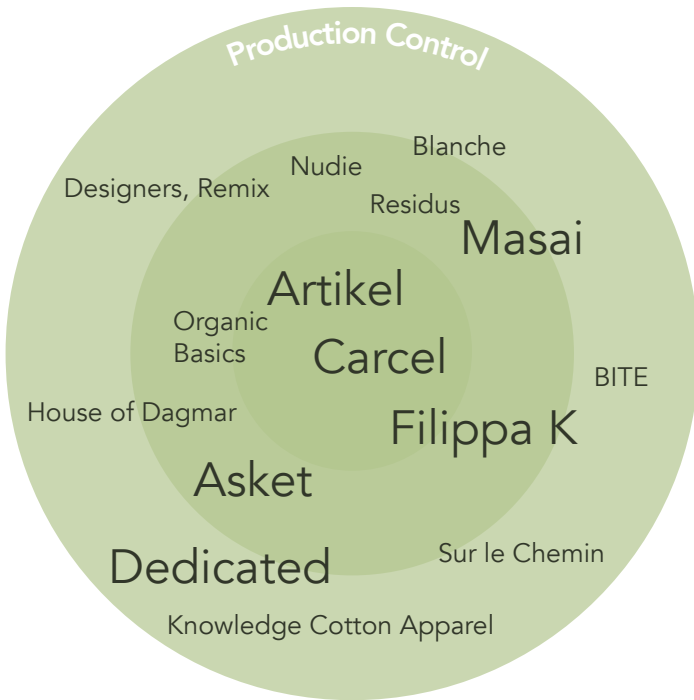 Production Control
Blanche
Nudie
Designers, Remix
Residus
Masai
Artikel
Organic
Basics
Carcel
BITE
House of Dagmar
Filippa K
Asket
Sur le Chemin
Dedicated
Knowledge Cotton Apparel